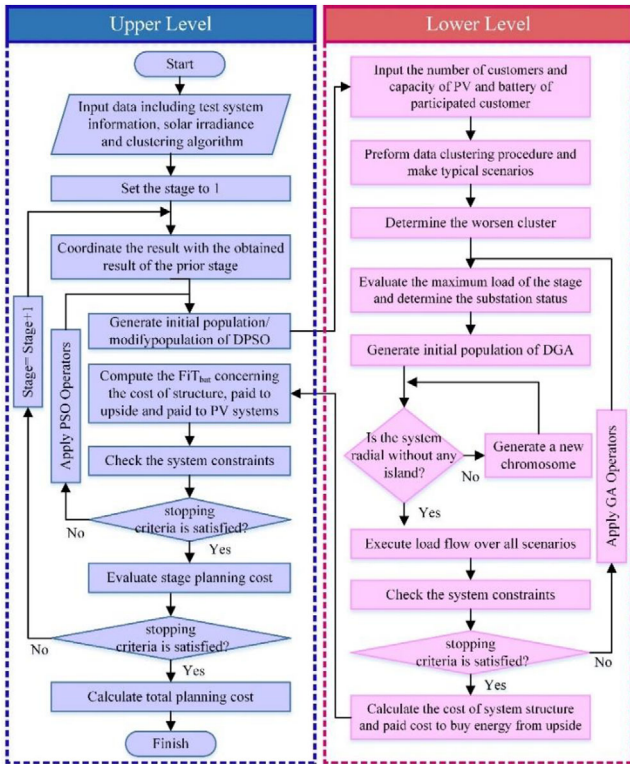 Upper Level
Start
Input data including test system
information, solar irradiance
and clustering algorithm
Set the stage to 1
Coordinate the result with the obtained
result of the prior stage
Generate initial population/
modifypopulation of DPSO
Compute the FiT_bat concerning
the cost of structure, paid to
upside and paid to PV systems
Check the system constraints
stopping
criteria is satisfied?
No
Yes
Apply PSO Operators
Evaluate stage planning cost
stopping
criteria is satisfied?
No
Yes
Stage= Stage+1
Calculate total planning cost
Finish
Lower Level
Input the number of customers and
capacity of PV and battery of
participated customer
Preform data clustering procedure and
make typical scenarios
Determine the worsen cluster
Evaluate the maximum load of the stage
and determine the substation status
Generate initial population of DGA
Is the system
radial without any
island?
No
Generate a new
chromosome
Yes
Execute load flow over all scenarios
Check the system constraints
stopping
criteria is satisfied?
No
Yes
Apply GA Operators
Calculate the cost of system structure
and paid cost to buy energy from upside